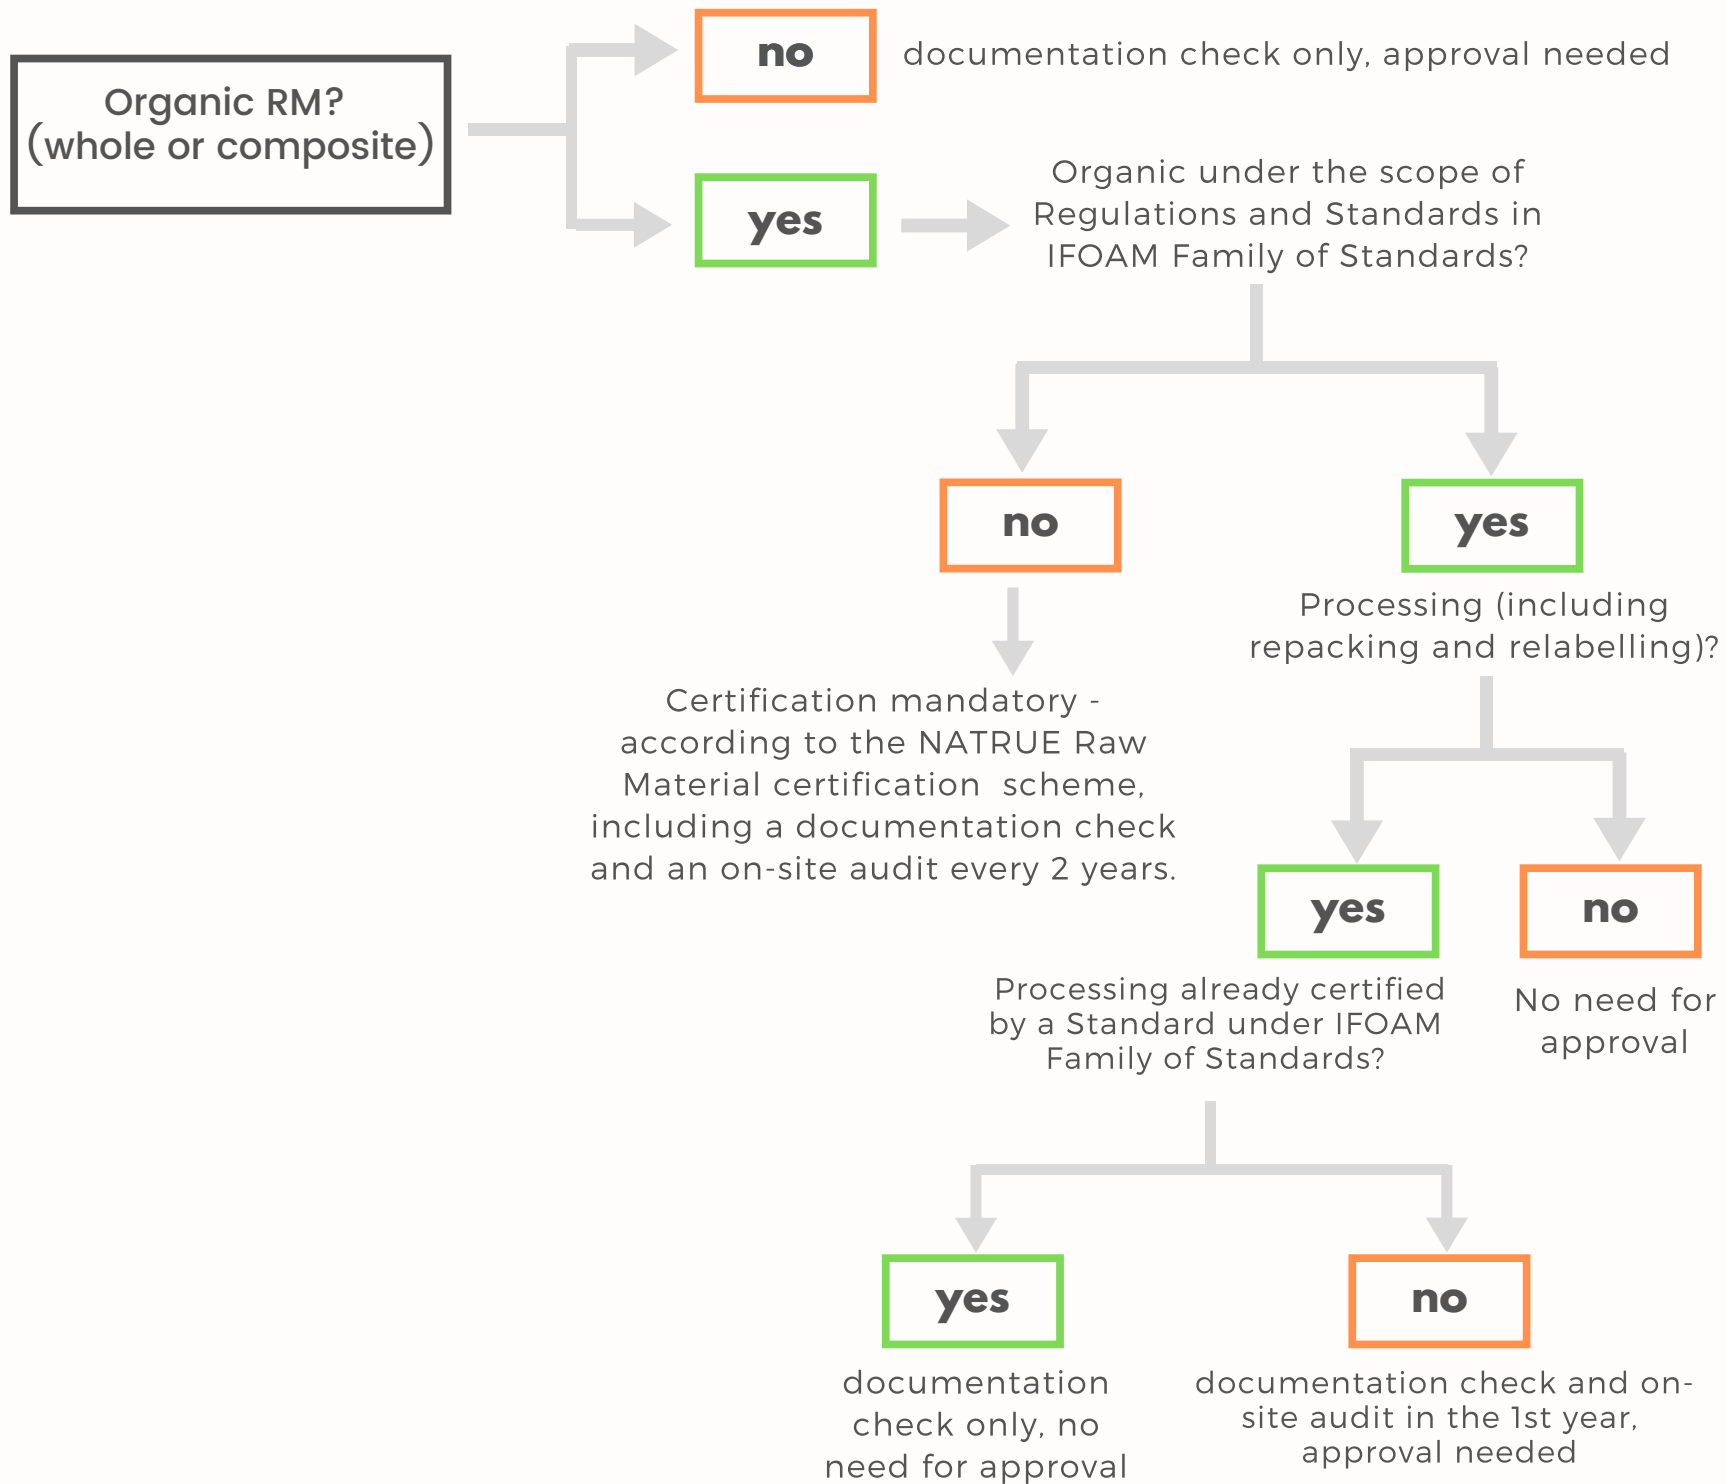 Organic RM?
(whole or composite)
no
documentation check only, approval needed
yes
Organic under the scope of
Regulations and Standards in
IFOAM Family of Standards?
no
yes
Certification mandatory -
according to the NATRUE Raw
Material certification scheme,
including a documentation check
and an on-site audit every 2 years.
Processing (including
repacking and relabelling)?
yes
no
Processing already certified
by a Standard under IFOAM
Family of Standards?
No need for
approval
yes
no
documentation
check only, no
need for approval
documentation check and on-
site audit in the 1st year,
approval needed